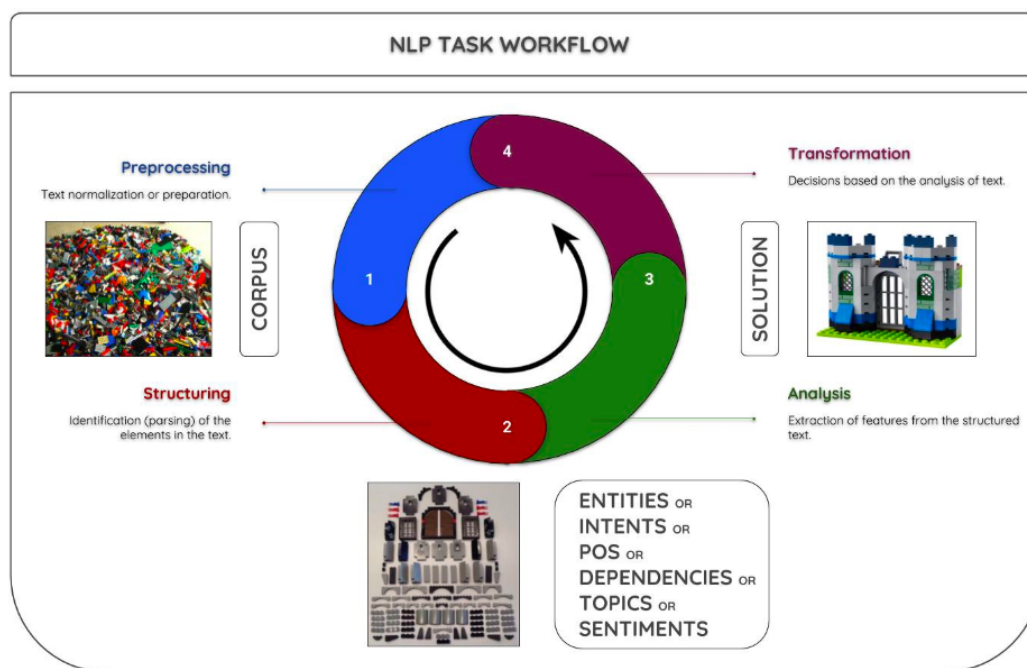 NLP TASK WORKFLOW
Preprocessing
Text normalization or preparation.
CORPUS
1
Structuring
Identification (parsing) of the
elements in the text.
2
ENTITIES OR
INTENTS OR
POS OR
DEPENDENCIES OR
TOPICS OR
SENTIMENTS
3
Analysis
Extraction of features from the structured
text.
4
Transformation
Decisions based on the analysis of text.
SOLUTION